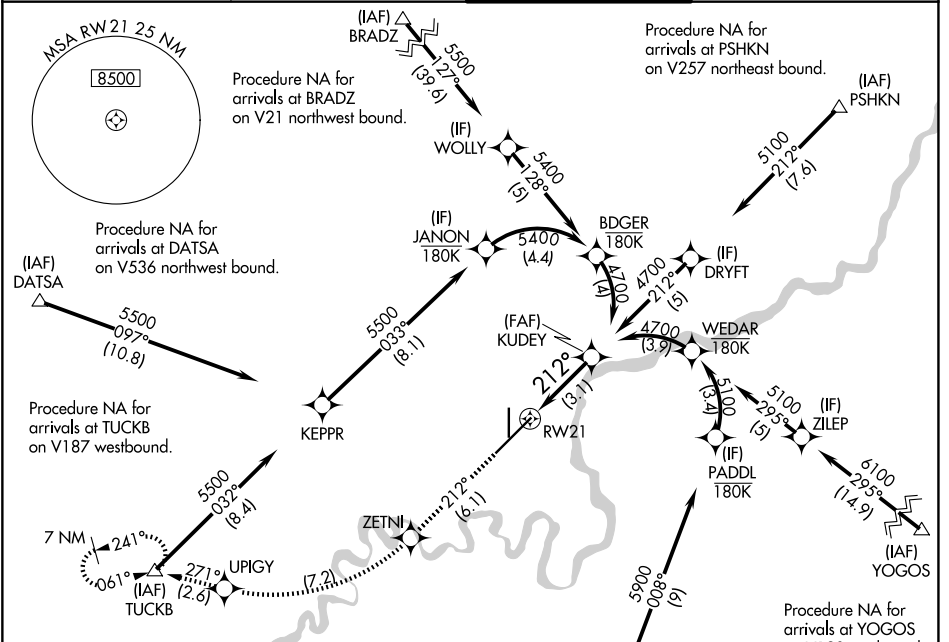 MSA RW 21 25 NM
8500
(IAF)
BRADZ
5500
127°
(39.6)
Procedure NA for
arrivals at BRADZ
on V21 northwest bound.
Procedure NA for
arrivals at PSHKN
on V257 northeast bound.
(IAF)
PSHKN
5100
212°
(7.6)
(IF)
WOLLY
5400
128°
(5)
Procedure NA for
arrivals at DATSA
on V536 northwest bound.
(IF)
JANON
180K
5400
(4.4)
BDGER
180K
4700
(4)
(IF)
DRYFT
4700
212°
(5)
(IAF)
DATSA
5500
097°
(10.8)
5500
033°
(8.1)
(FAF)
KUDEY
4700
(3.9)
WEDAR
180K
212°
(3.1)
5100
(3.4)
5100
295°
(5)
(IF)
ZILEP
KEPPR
RW21
Procedure NA for
arrivals at TUCKB
on V187 westbound.
(IF)
PADDL
180K
6100
295°
(14.9)
(IAF)
YOGOS
5500
032°
(8.4)
212°
(6.1)
ZETNI
7 NM
241°
061°
(IAF)
TUCKB
271°
(2.6)
UPIGY
(7.2)
5900
008°
(9)
Procedure NA for
arrivals at YOGOS